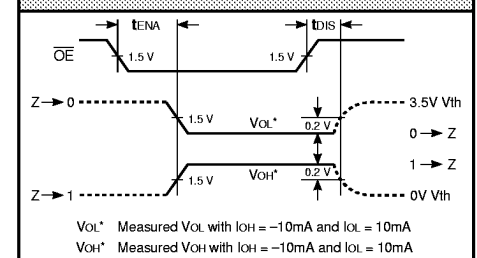 tENA tDIS
OE 1.5 V 1.5 V
Z 0 1.5 V VOL* 0.2 V 3.5V Vth
0 Z
Z 1 1.5 V VOH* 0.2 V 1 Z
0V Vth
VOL* Measured VOL with IOH = –10mA and IOL = 10mA
VOH* Measured VOH with IOH = –10mA and IOL = 10mA